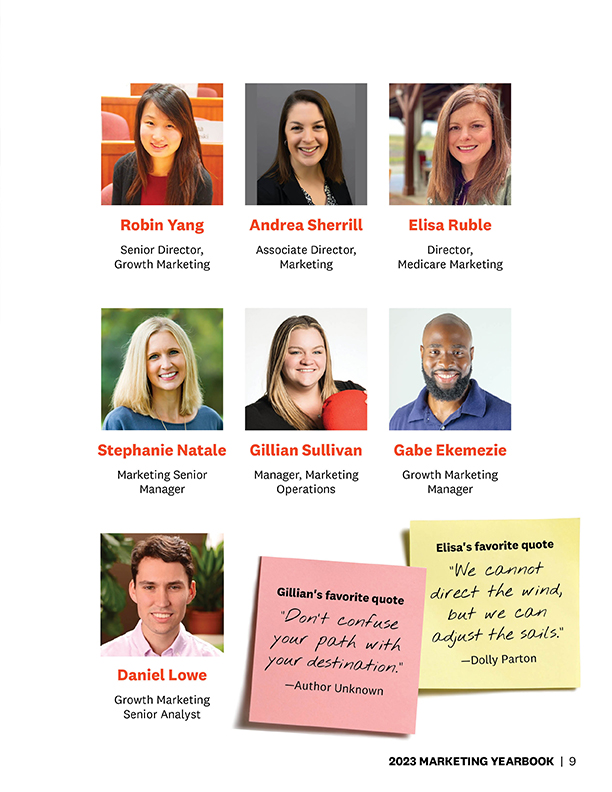 Robin Yang
Senior Director,
Growth Marketing
Andrea Sherrill
Associate Director,
Marketing
Elisa Ruble
Director,
Medicare Marketing
Stephanie Natale
Marketing Senior
Manager
Gillian Sullivan
Manager, Marketing
Operations
Gabe Ekemezie
Growth Marketing
Manager
Daniel Lowe
Growth Marketing
Senior Analyst
Gillian's favorite quote
"Don't confuse
your path with
your destination."
—Author Unknown
Elisa's favorite quote
"We cannot
direct the wind,
but we can
adjust the sails."
—Dolly Parton
2023 MARKETING YEARBOOK | 9